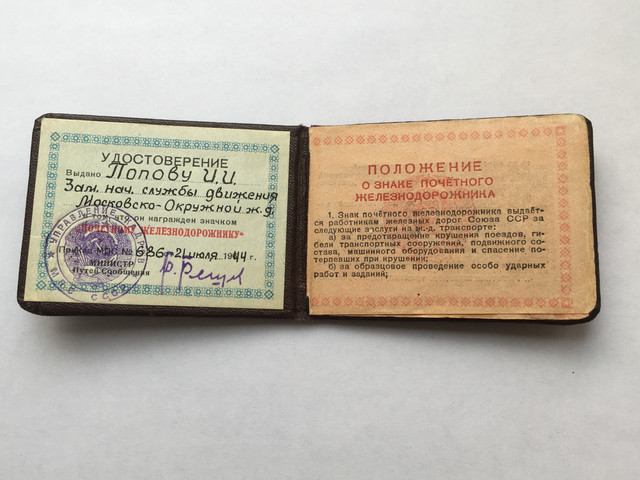 УДОСТОВЕРЕНИЕ
Выдано Попову И.И.
Зам. нач. службы движения
Московско-Окружной ж.д.
в том, что он награжден значком
"ПОЧЕТНОМУ ЖЕЛЕЗНОДОРОЖНИКУ"
Приказ № 686 2 июля 1944 г.
МИНИСТР
Путей Сообщения
УПРАВЛЕНИЕ
СССР
ПОЛОЖЕНИЕ
О ЗНАКЕ ПОЧЁТНОГО
ЖЕЛЕЗНОДОРОЖНИКА
1. Знак почётного железнодорожника выдаёт-
ся работникам железных дорог Союза ССР за
следующие заслуги на ж.-д. транспорте:
а) за предотвращение крушения поездов, ги-
бели транспортных сооружений, подвижного со-
става, машинного оборудования и спасение по-
терпевших при крушении;
б) за образцовое проведение особо ударных
работ и заданий;